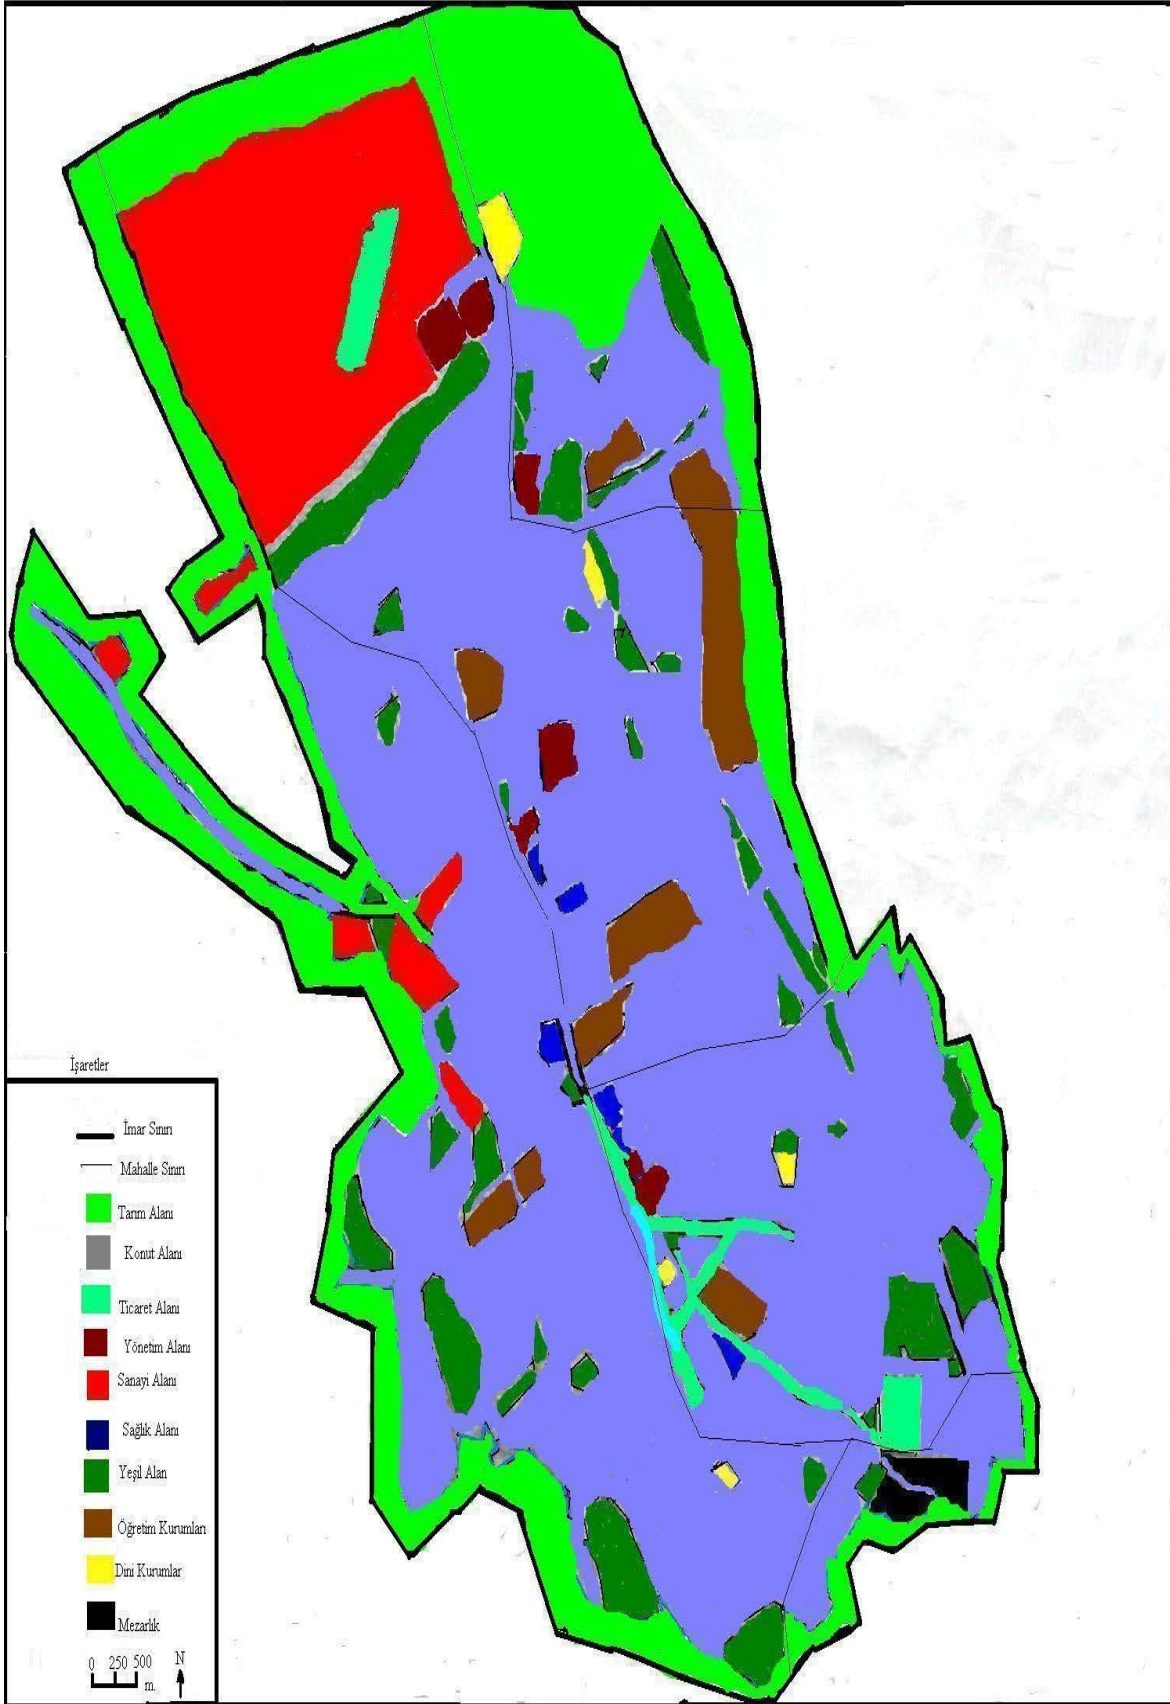 İşaretler
İmar Sınırı
Mahalle Sınırı
Tarım Alanı
Konut Alanı
Ticaret Alanı
Yönetim Alanı
Sanayi Alanı
Sağlık Alanı
Yeşil Alan
Öğretim Kurumları
Dini Kurumlar
Mezarlık
0 250 500 N
m.